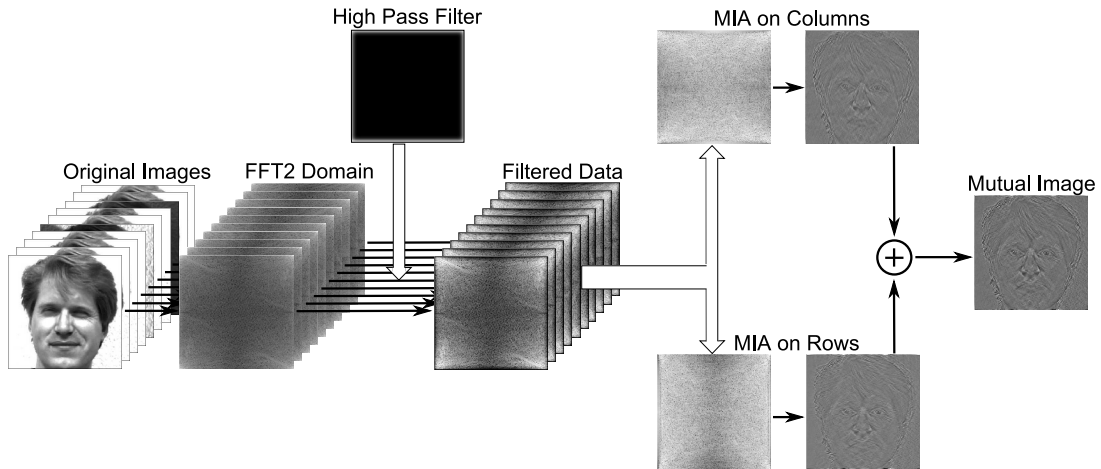 High Pass Filter
MIA on Columns
Original Images
FFT2 Domain
Filtered Data
Mutual Image
MIA on Rows